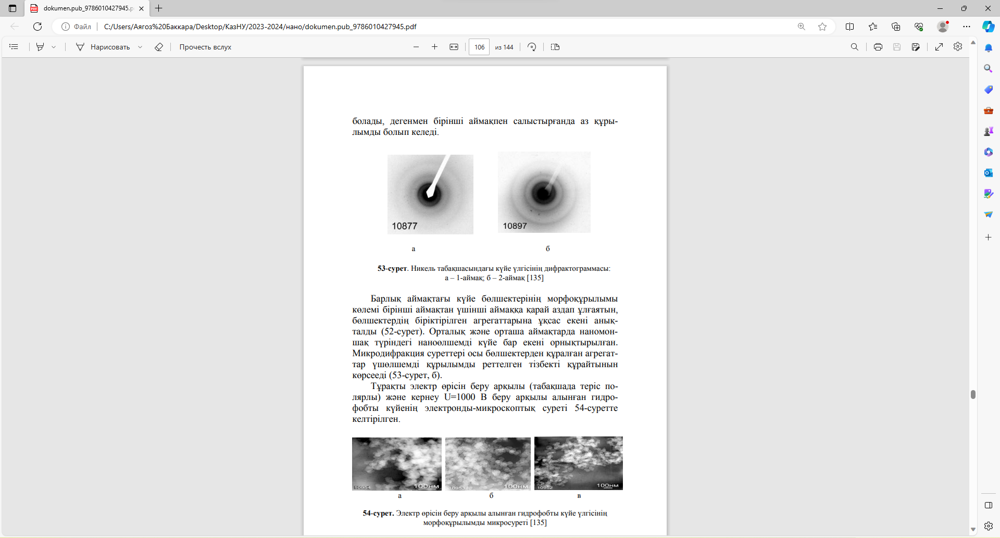 dokumen.pub_9786010427945.p
Файл
C:/Users/Аягоз%20Баккара/Desktop/КазНУ/2023-2024/нано/dokumen.pub_9786010427945.pdf
Нарисовать
Прочесть вслух
106
из 144
болады, дегенмен бірінші аймақпен салыстырғанда аз құры-
лымды болып келеді.
10877
10897
а
б
53-сурет. Никель табақшасындағы күйе үлгісінің дифрактограммасы:
а – 1-аймақ; б – 2-аймақ [135]
Барлық аймақтағы күйе бөлшектерінің морфоқұрылымы
көлемі бірінші аймақтан үшінші аймаққа қарай аздап ұлғаятын,
бөлшектердің біріктірілген агрегаттарына ұқсас екені анық-
талды (52-сурет). Орталық және орташа аймақтарда наномон-
шақ түріндегі наноөлшемді күйе бар екені орнықтырылған.
Микродифракция суреттері осы бөлшектерден құралған агрегат-
тар үшөлшемді құрылымды реттелген тізбекті құрайтынын
көрсееді (53-сурет, б).
Тұрақты электр өрісін беру арқылы (табақшада теріс по-
лярлы) және кернеу U=1000 В беру арқылы алынған гидро-
фобты күйенің электронды-микроскоптық суреті 54-суретте
келтірілген.
10954
100нм
10953
100нм
10952
100нм
а
б
в
54-сурет. Электр өрісін беру арқылы алынған гидрофобты күйе үлгісінің
морфоқұрылымды микросуреті [135]